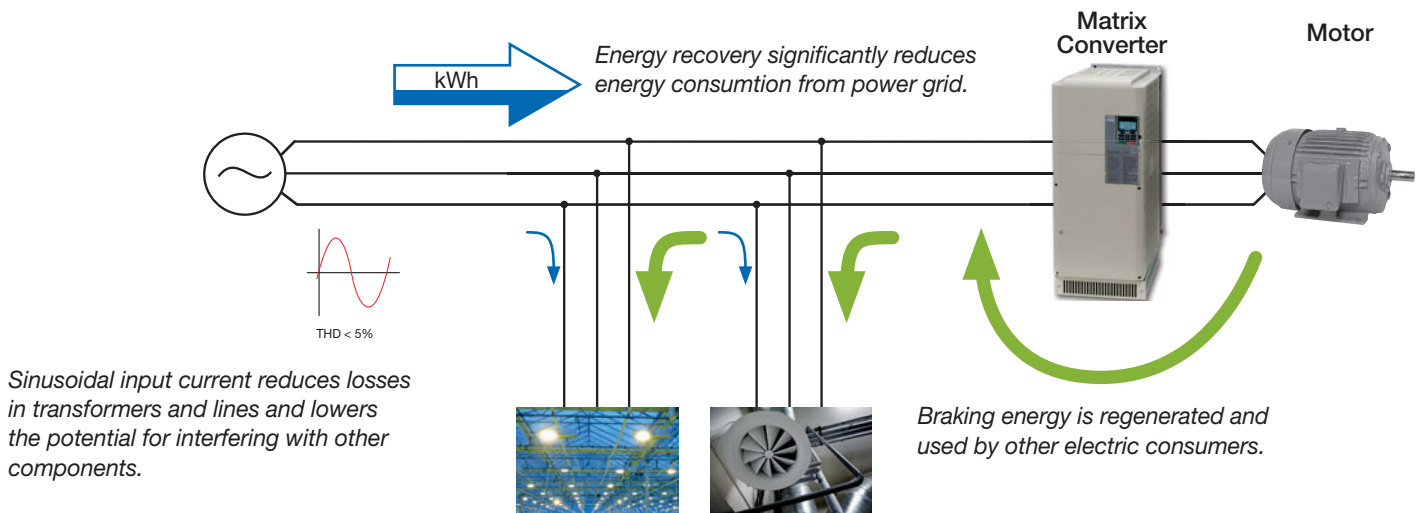 Matrix
Converter
Motor
kWh
Energy recovery significantly reduces
energy consumtion from power grid.
THD < 5%
Sinusoidal input current reduces losses
in transformers and lines and lowers
the potential for interfering with other
components.
Braking energy is regenerated and
used by other electric consumers.